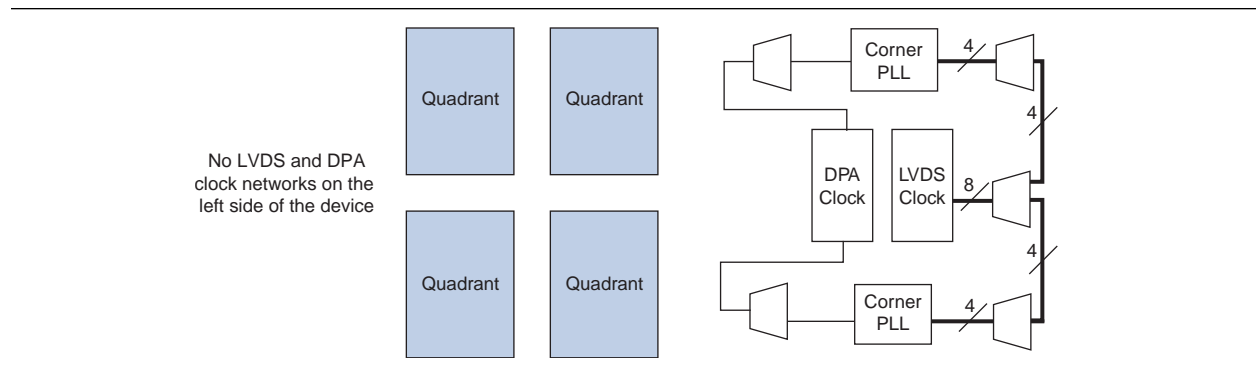 Quadrant
Quadrant
No LVDS and DPA
clock networks on the
left side of the device
Quadrant
Quadrant
Corner
PLL
4
4
DPA
Clock
LVDS
Clock
8
4
Corner
PLL
4